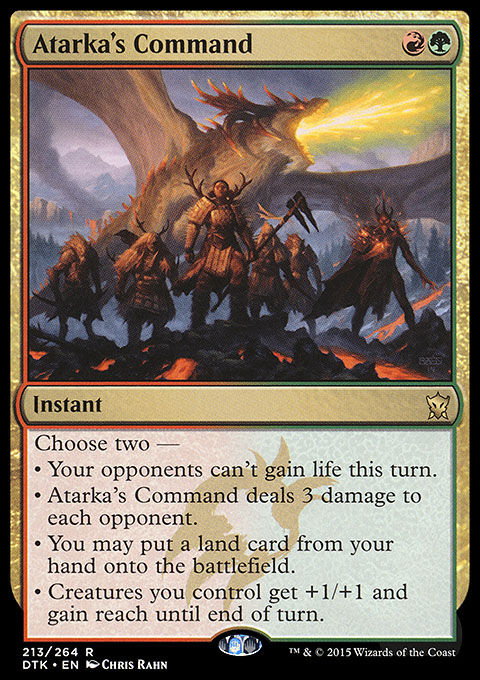 Atarka's Command
Instant
Choose two —
• Your opponents can't gain life this turn.
• Atarka's Command deals 3 damage to
each opponent.
• You may put a land card from your
hand onto the battlefield.
• Creatures you control get +1/+1 and
gain reach until end of turn.
213/264 R
DTK • EN Chris Rahn
™ & © 2015 Wizards of the Coast